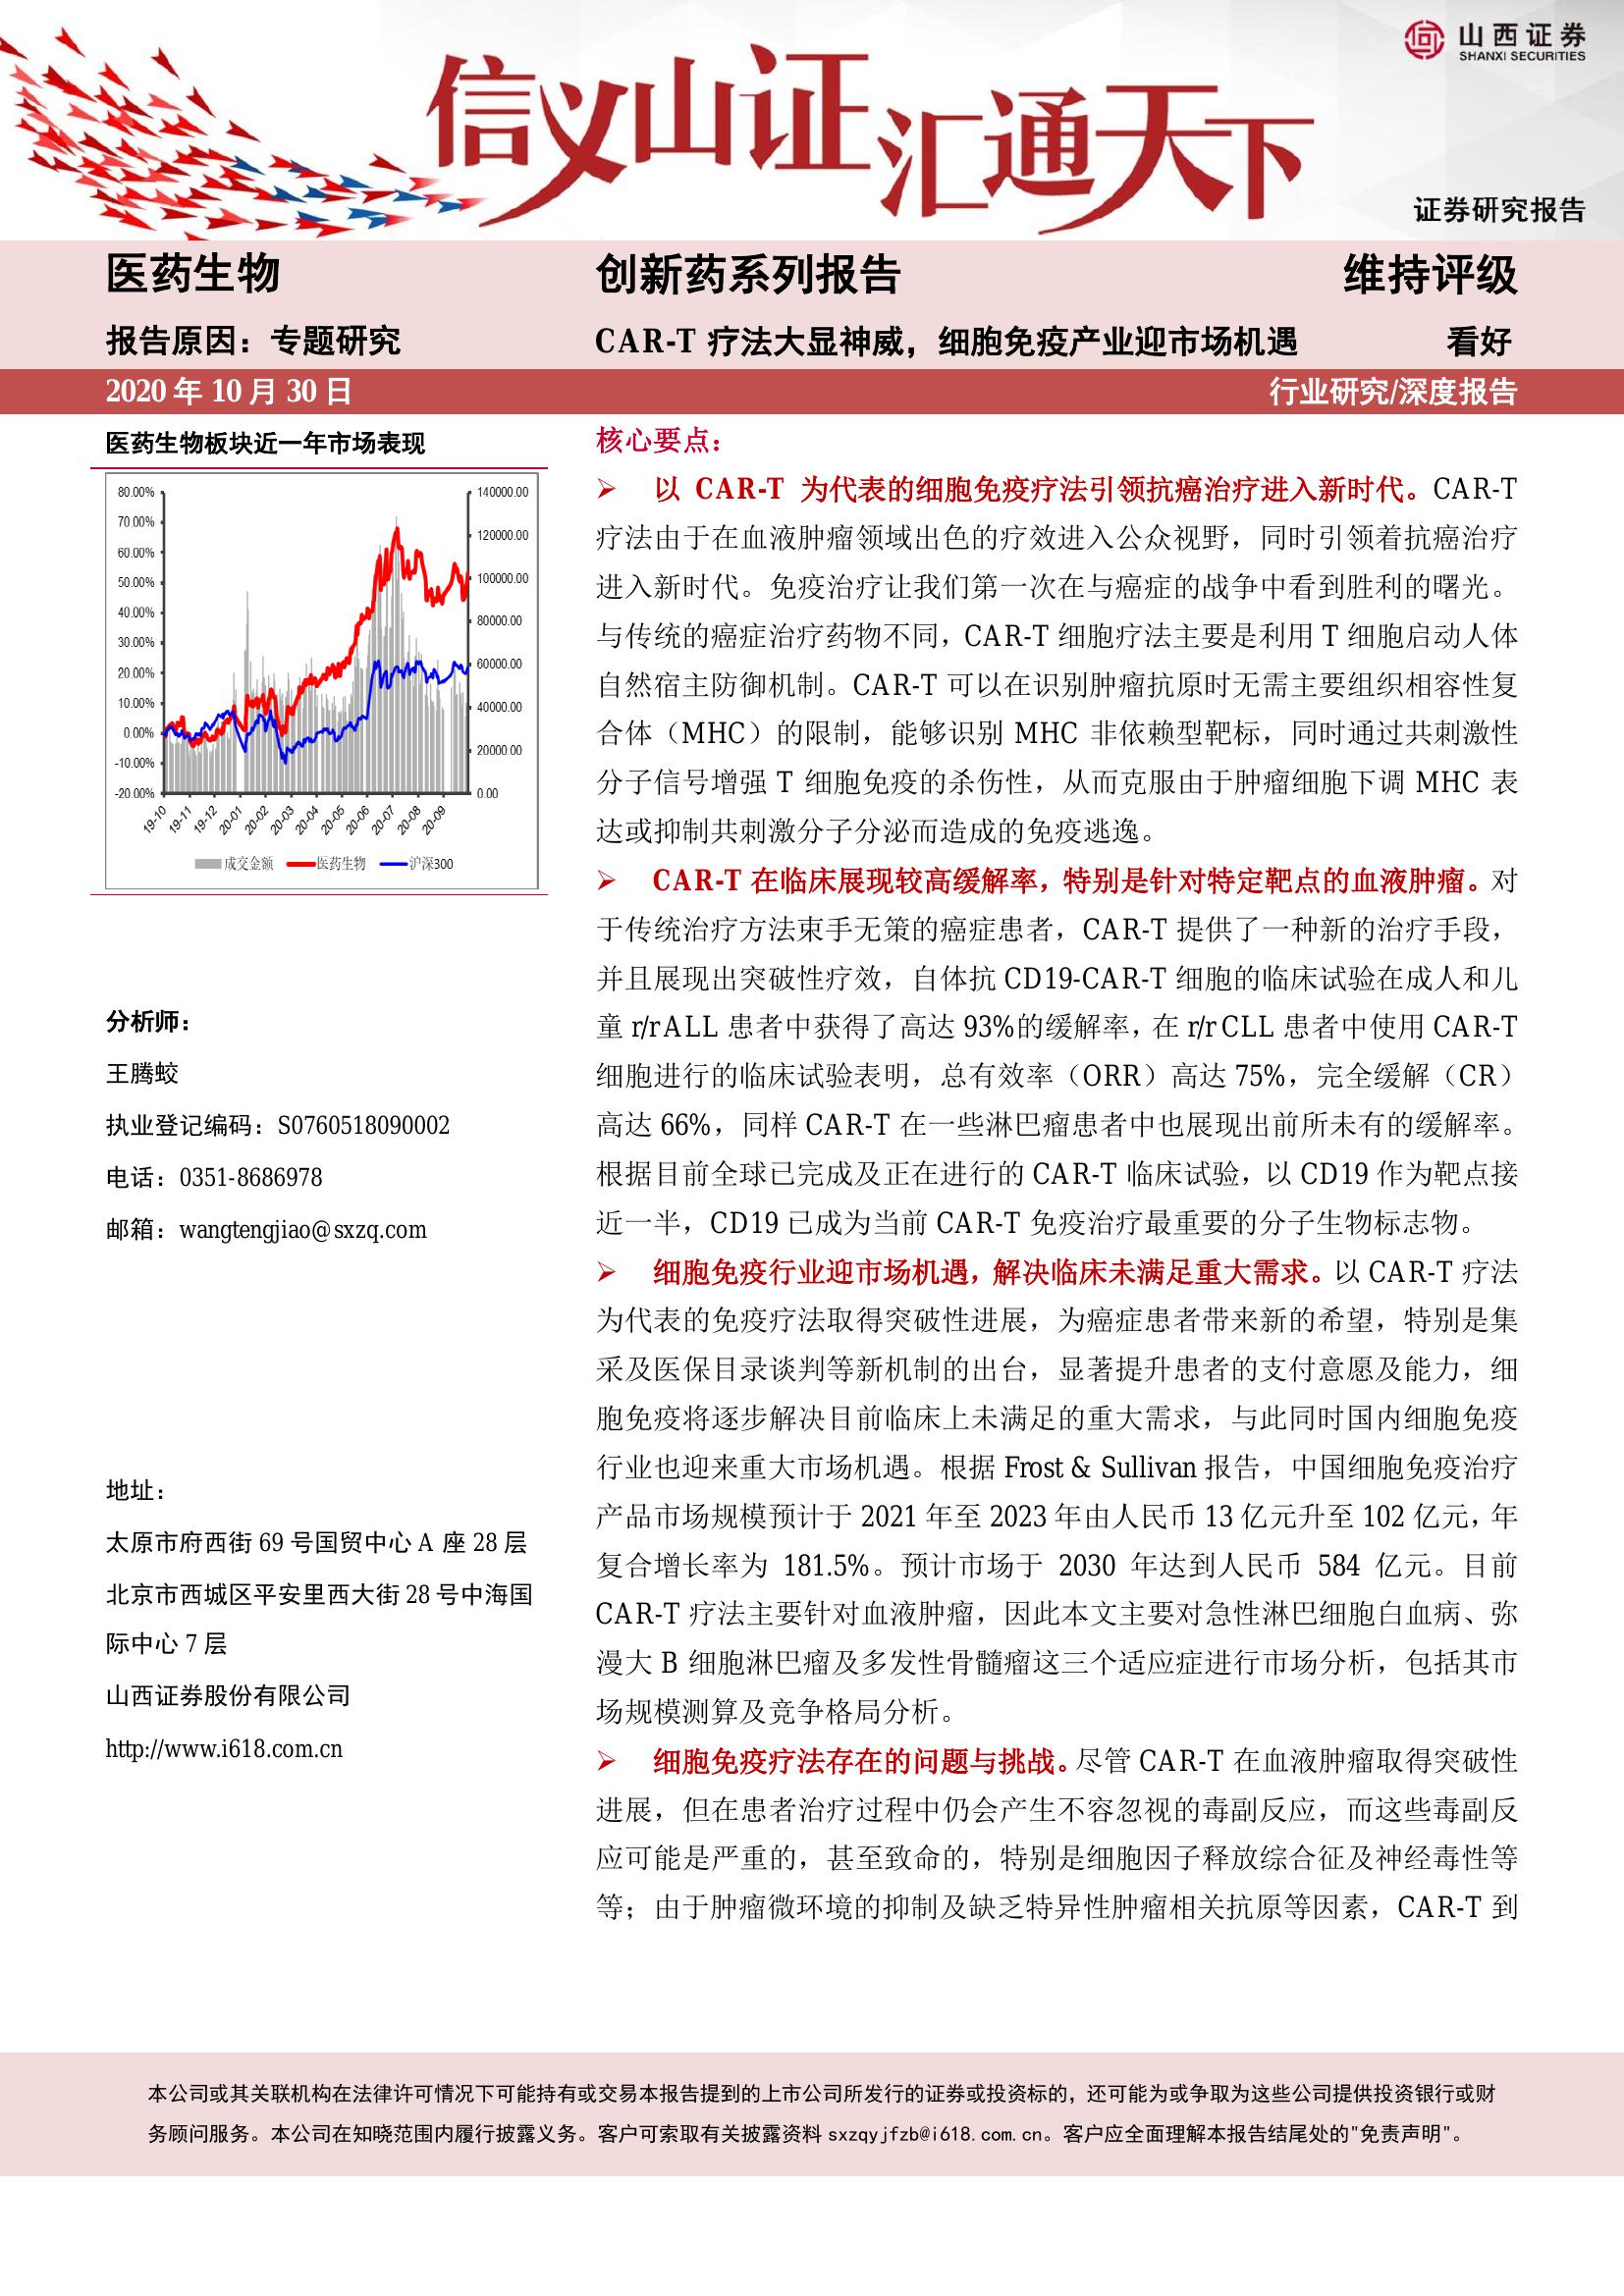 山西证券
SHANXI SECURITIES
信义山证汇通天下
证券研究报告
医药生物
创新药系列报告
维持评级
报告原因：专题研究
CAR-T 疗法大显神威，细胞免疫产业迎市场机遇
看好
2020 年 10 月 30 日
行业研究/深度报告
医药生物板块近一年市场表现
80.00%
70.00%
60.00%
50.00%
40.00%
30.00%
20.00%
10.00%
0.00%
-10.00%
-20.00%
140000.00
120000.00
100000.00
80000.00
60000.00
40000.00
20000.00
0.00
19-10
19-11
19-12
20-01
20-02
20-03
20-04
20-05
20-06
20-07
20-08
20-09
成交金额 医药生物 沪深300
分析师：
王腾蛟
执业登记编码：S0760518090002
电话：0351-8686978
邮箱：wangtengjiao@sxzq.com
地址：
太原市府西街 69 号国贸中心 A 座 28 层
北京市西城区平安里西大街 28 号中海国
际中心 7 层
山西证券股份有限公司
http://www.i618.com.cn
核心要点：
➢ 以 CAR-T 为代表的细胞免疫疗法引领抗癌治疗进入新时代。CAR-T
疗法由于在血液肿瘤领域出色的疗效进入公众视野，同时引领着抗癌治疗
进入新时代。免疫治疗让我们第一次在与癌症的战争中看到胜利的曙光。
与传统的癌症治疗药物不同，CAR-T 细胞疗法主要是利用 T 细胞启动人体
自然宿主防御机制。CAR-T 可以在识别肿瘤抗原时无需主要组织相容性复
合体（MHC）的限制，能够识别 MHC 非依赖型靶标，同时通过共刺激性
分子信号增强 T 细胞免疫的杀伤性，从而克服由于肿瘤细胞下调 MHC 表
达或抑制共刺激分子分泌而造成的免疫逃逸。
➢ CAR-T 在临床展现较高缓解率，特别是针对特定靶点的血液肿瘤。对
于传统治疗方法束手无策的癌症患者，CAR-T 提供了一种新的治疗手段，
并且展现出突破性疗效，自体抗 CD19-CAR-T 细胞的临床试验在成人和儿
童 r/r ALL 患者中获得了高达 93%的缓解率，在 r/r CLL 患者中使用 CAR-T
细胞进行的临床试验表明，总有效率（ORR）高达 75%，完全缓解（CR）
高达 66%，同样 CAR-T 在一些淋巴瘤患者中也展现出前所未有的缓解率。
根据目前全球已完成及正在进行的 CAR-T 临床试验，以 CD19 作为靶点接
近一半，CD19 已成为当前 CAR-T 免疫治疗最重要的分子生物标志物。
➢ 细胞免疫行业迎市场机遇，解决临床未满足重大需求。以 CAR-T 疗法
为代表的免疫疗法取得突破性进展，为癌症患者带来新的希望，特别是集
采及医保目录谈判等新机制的出台，显著提升患者的支付意愿及能力，细
胞免疫将逐步解决目前临床上未满足的重大需求，与此同时国内细胞免疫
行业也迎来重大市场机遇。根据 Frost & Sullivan 报告，中国细胞免疫治疗
产品市场规模预计于 2021 年至 2023 年由人民币 13 亿元升至 102 亿元，年
复合增长率为 181.5%。预计市场于 2030 年达到人民币 584 亿元。目前
CAR-T 疗法主要针对血液肿瘤，因此本文主要对急性淋巴细胞白血病、弥
漫大 B 细胞淋巴瘤及多发性骨髓瘤这三个适应症进行市场分析，包括其市
场规模测算及竞争格局分析。
➢ 细胞免疫疗法存在的问题与挑战。尽管 CAR-T 在血液肿瘤取得突破性
进展，但在患者治疗过程中仍会产生不容忽视的毒副反应，而这些毒副反
应可能是严重的，甚至致命的，特别是细胞因子释放综合征及神经毒性等
等；由于肿瘤微环境的抑制及缺乏特异性肿瘤相关抗原等因素，CAR-T 到
本公司或其关联机构在法律许可情况下可能持有或交易本报告提到的上市公司所发行的证券或投资标的，还可能为或争取为这些公司提供投资银行或财
务顾问服务。本公司在知晓范围内履行披露义务。客户可索取有关披露资料 sxzqyjfzb@i618.com.cn。客户应全面理解本报告结尾处的"免责声明"。